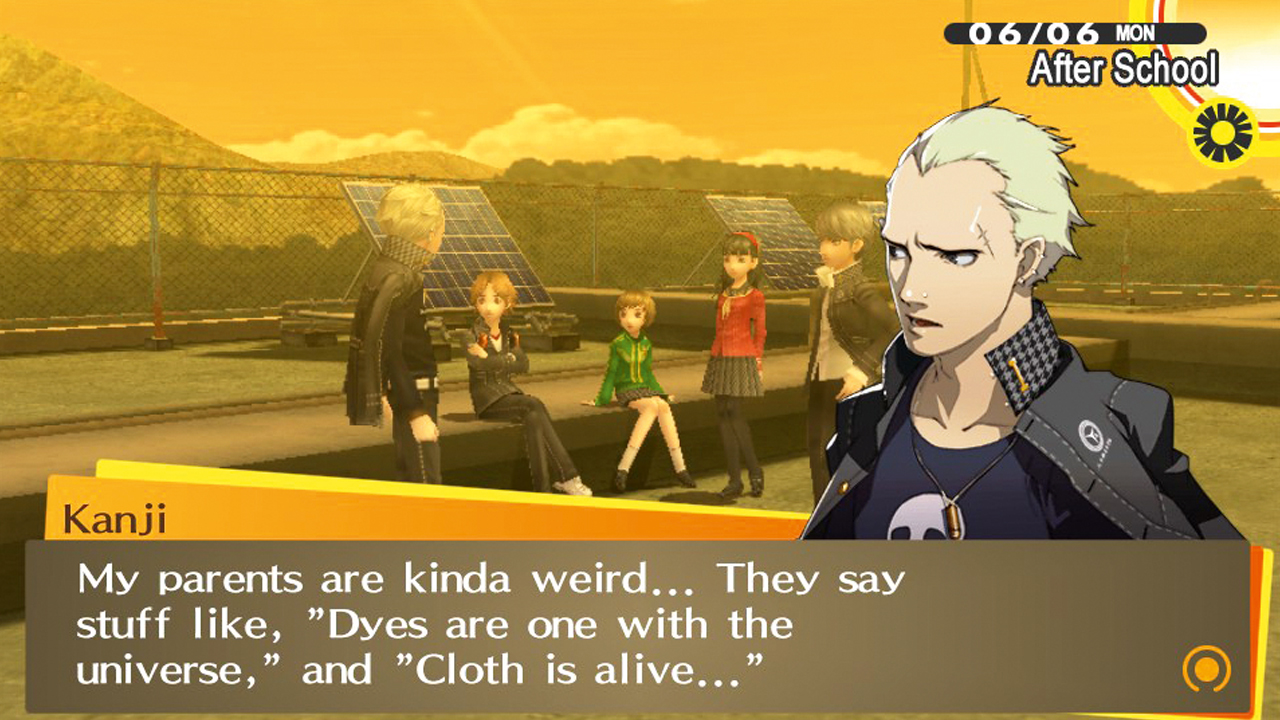 06/06 MON
After School
Kanji
My parents are kinda weird... They say
stuff like, ”Dyes are one with the
universe,” and ”Cloth is alive...”